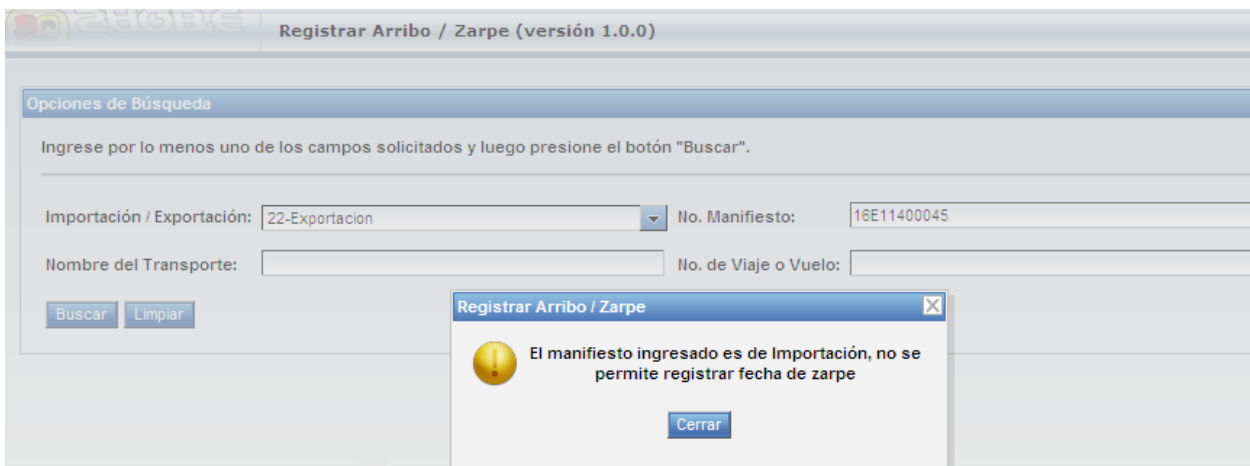 Registrar Arribo / Zarpe (versión 1.0.0)
Opciones de Búsqueda
Ingrese por lo menos uno de los campos solicitados y luego presione el botón "Buscar".
Importación / Exportación: 22-Exportacion No. Manifiesto: 16E11400045
Nombre del Transporte: No. de Viaje o Vuelo:
Buscar Limpiar
Registrar Arribo / Zarpe
El manifiesto ingresado es de Importación, no se
permite registrar fecha de zarpe
Cerrar